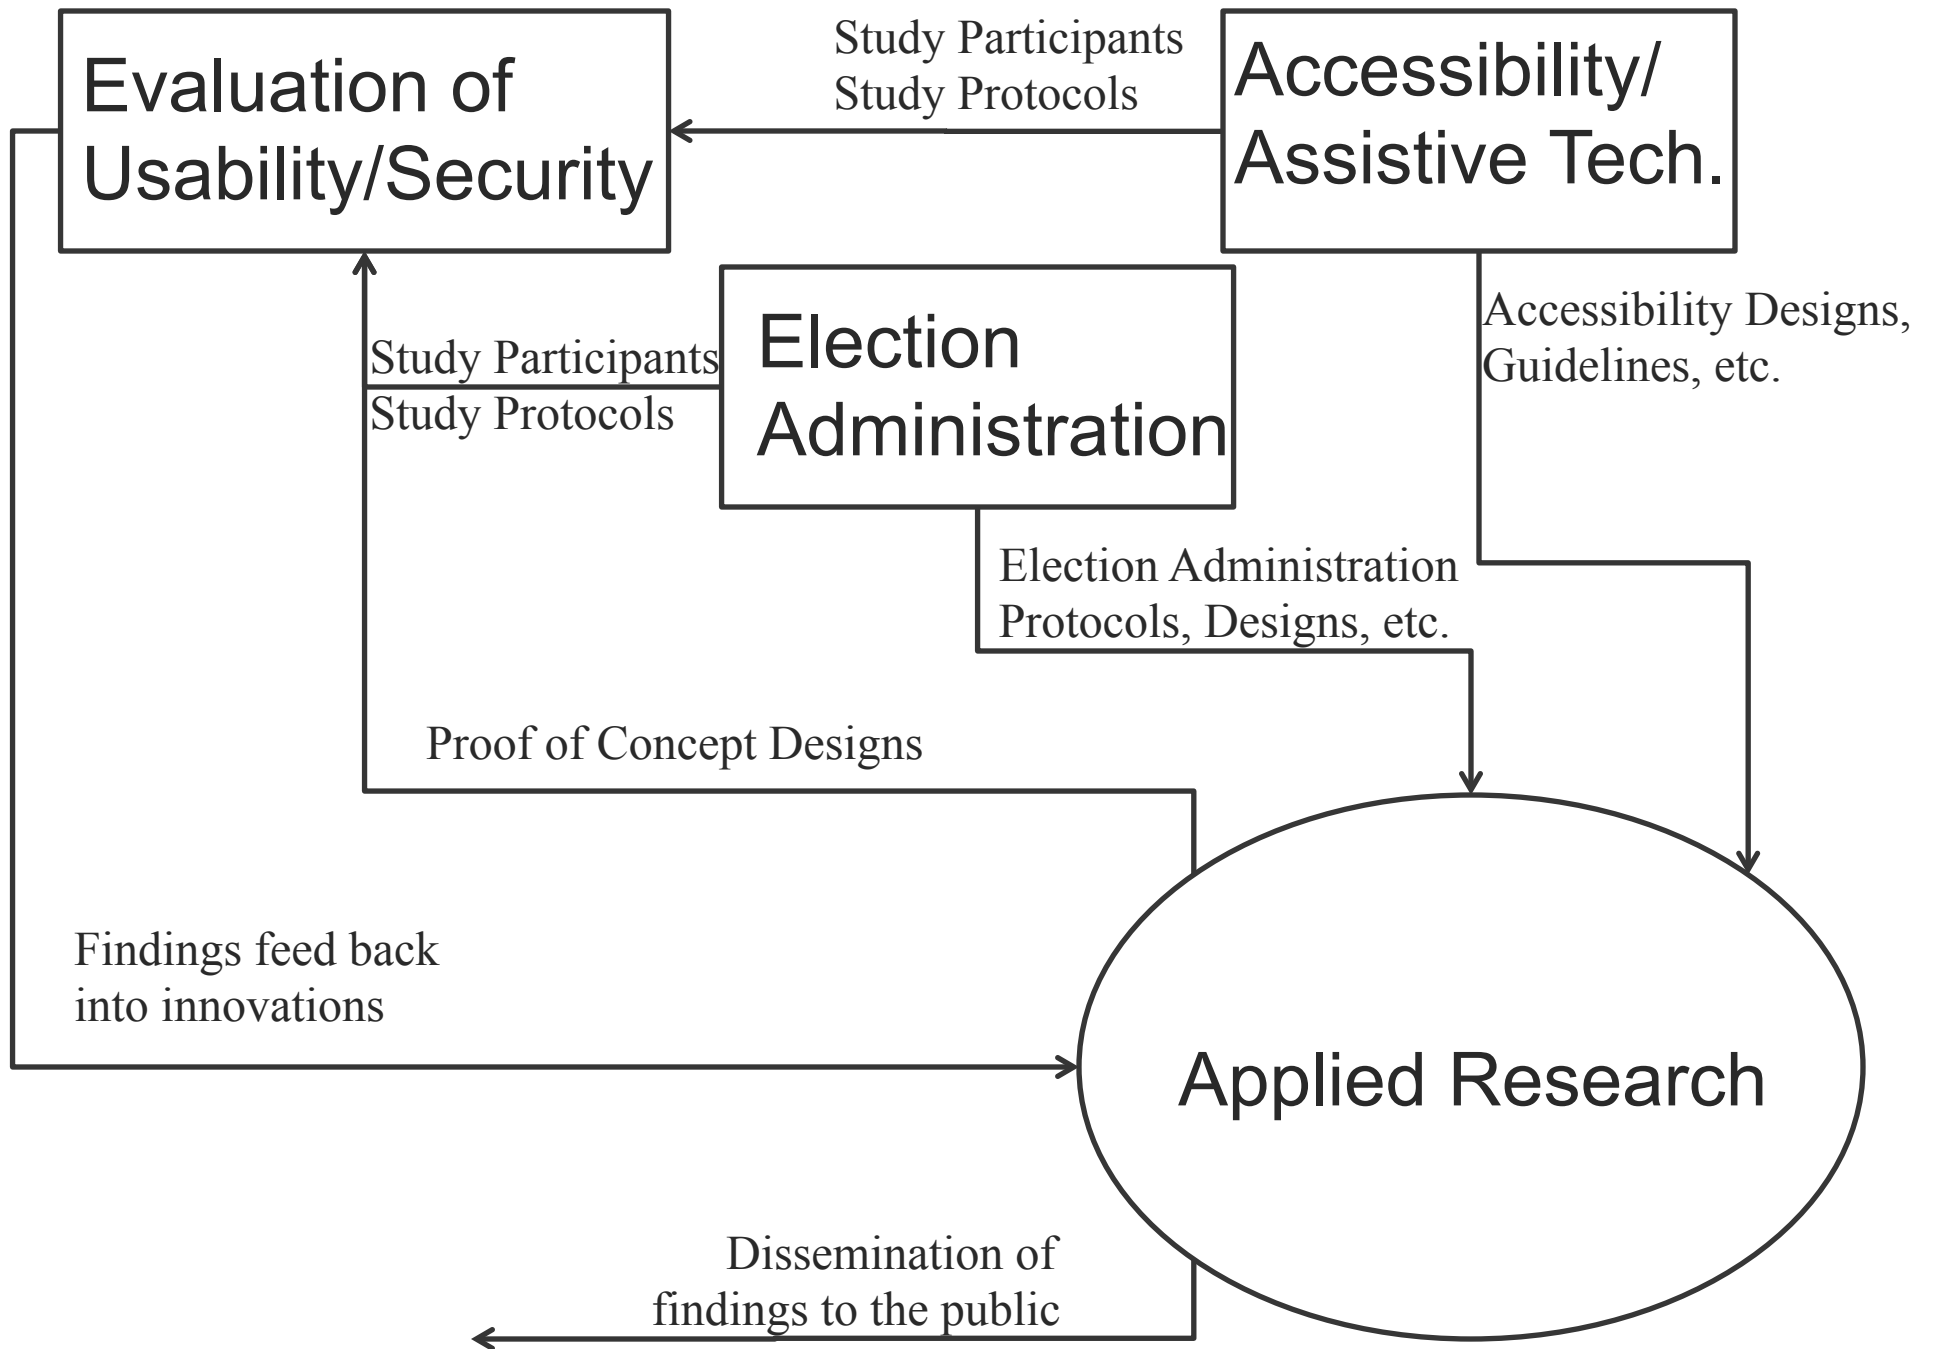 Evaluation of
Usability/Security
Study Participants
Study Protocols
Accessibility/
Assistive Tech.
Study Participants
Study Protocols
Election
Administration
Accessibility Designs,
Guidelines, etc.
Election Administration
Protocols, Designs, etc.
Proof of Concept Designs
Findings feed back
into innovations
Applied Research
Dissemination of
findings to the public